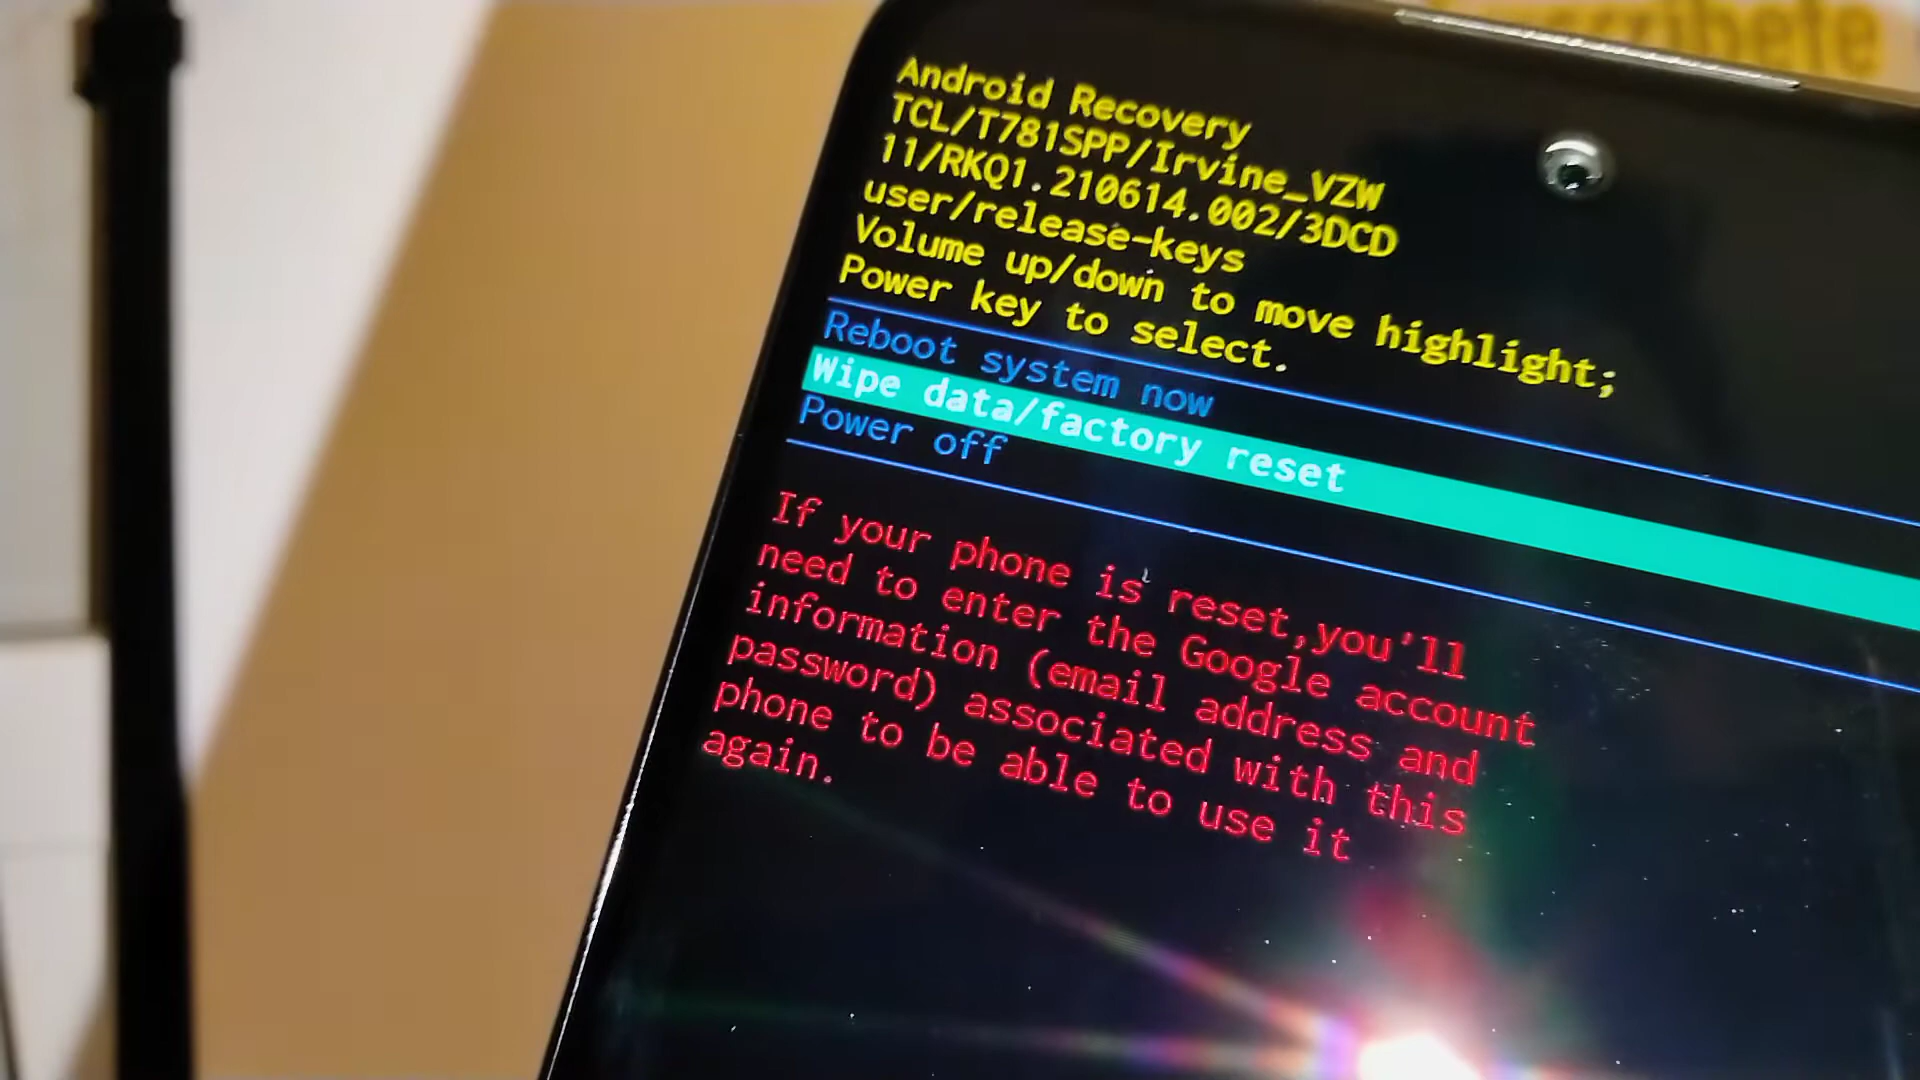 Android Recovery
TCL/T781SPP/Irvine_VZW
11/RKQ1.210614.002/3DCD
user/release-keys
Volume up/down to move highlight;
Power key to select.
Reboot system now
Wipe data/factory reset
Power off
If your phone is reset,you'll
need to enter the Google account
information (email address and
password) associated with this
phone to be able to use it
again.